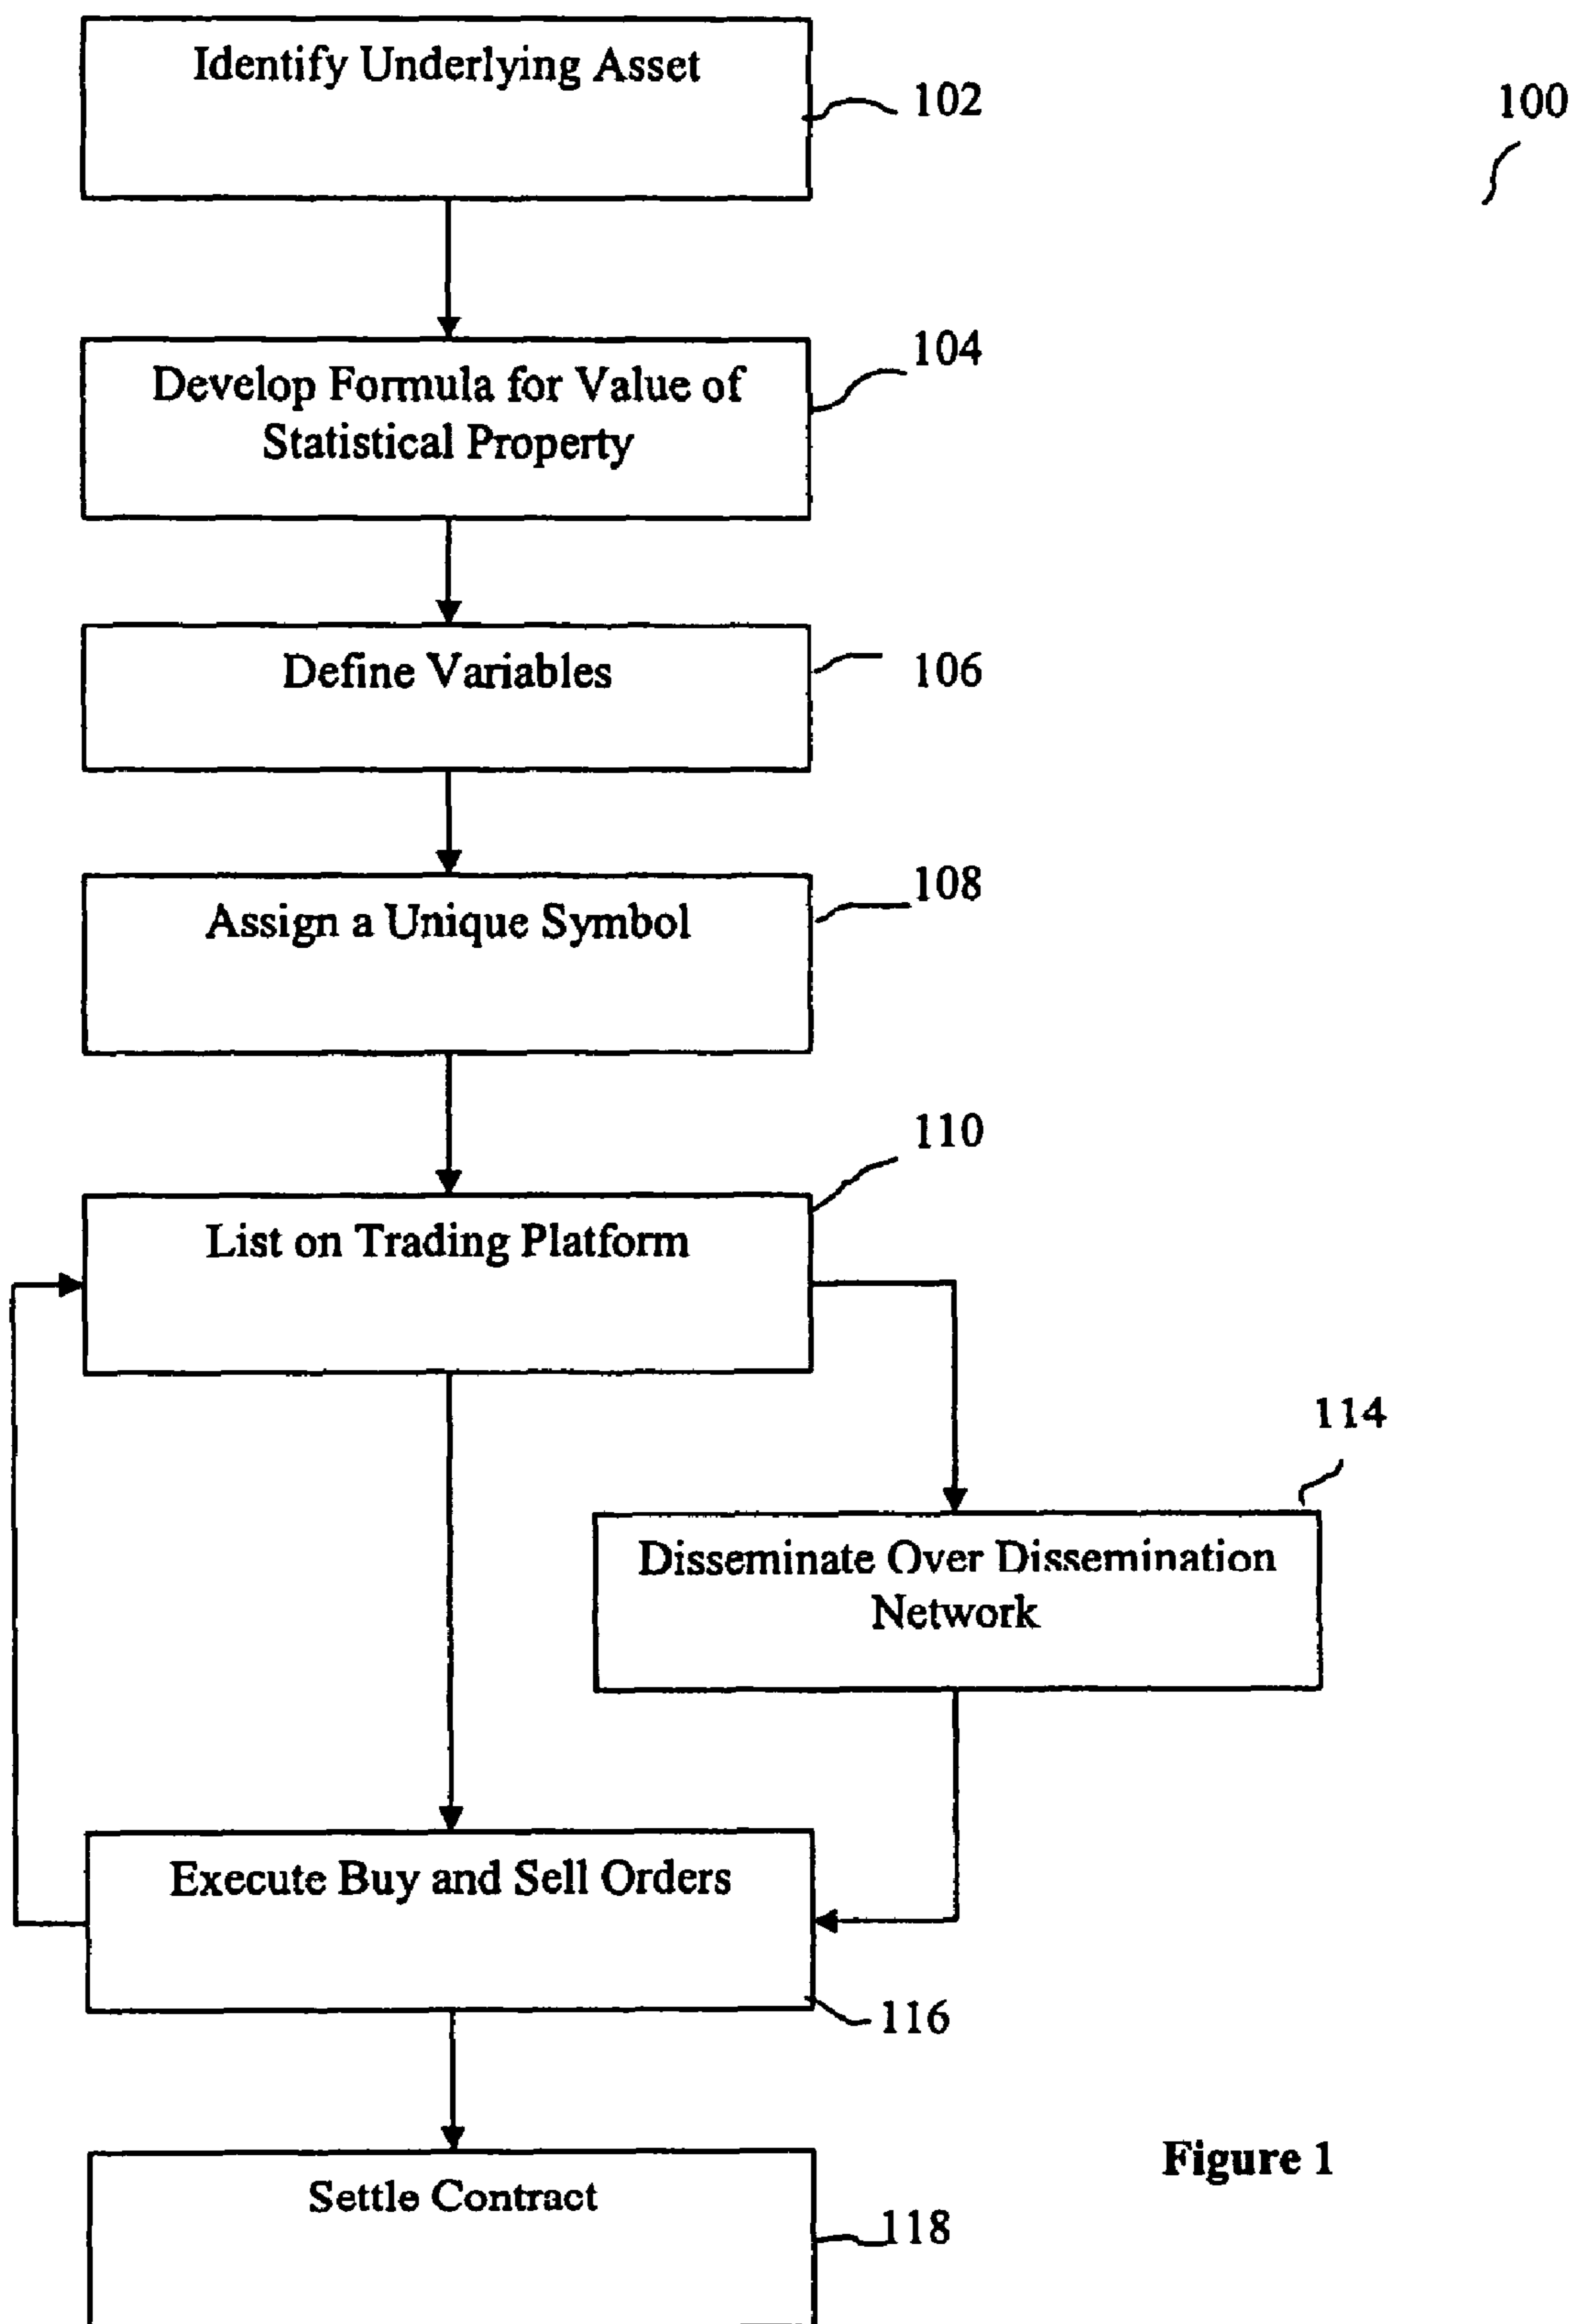 Identify Underlying Asset
102
100
104
Develop Formula for Value of
Statistical Property
Define Variables
106
108
Assign a Unique Symbol
110
List on Trading Platform
114
Disseminate Over Dissemination
Network
Execute Buy and Sell Orders
116
Figure 1
Settle Contract
118